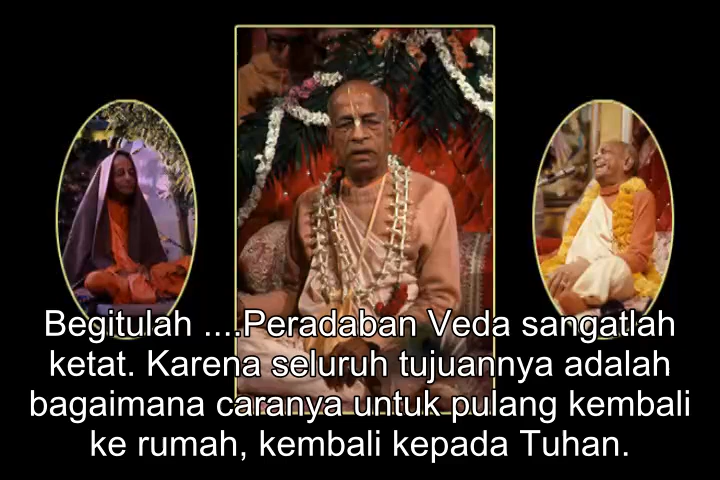 Begitulah ....Peradaban Veda sangatlah
ketat. Karena seluruh tujuannya adalah
bagaimana caranya untuk pulang kembali
ke rumah, kembali kepada Tuhan.